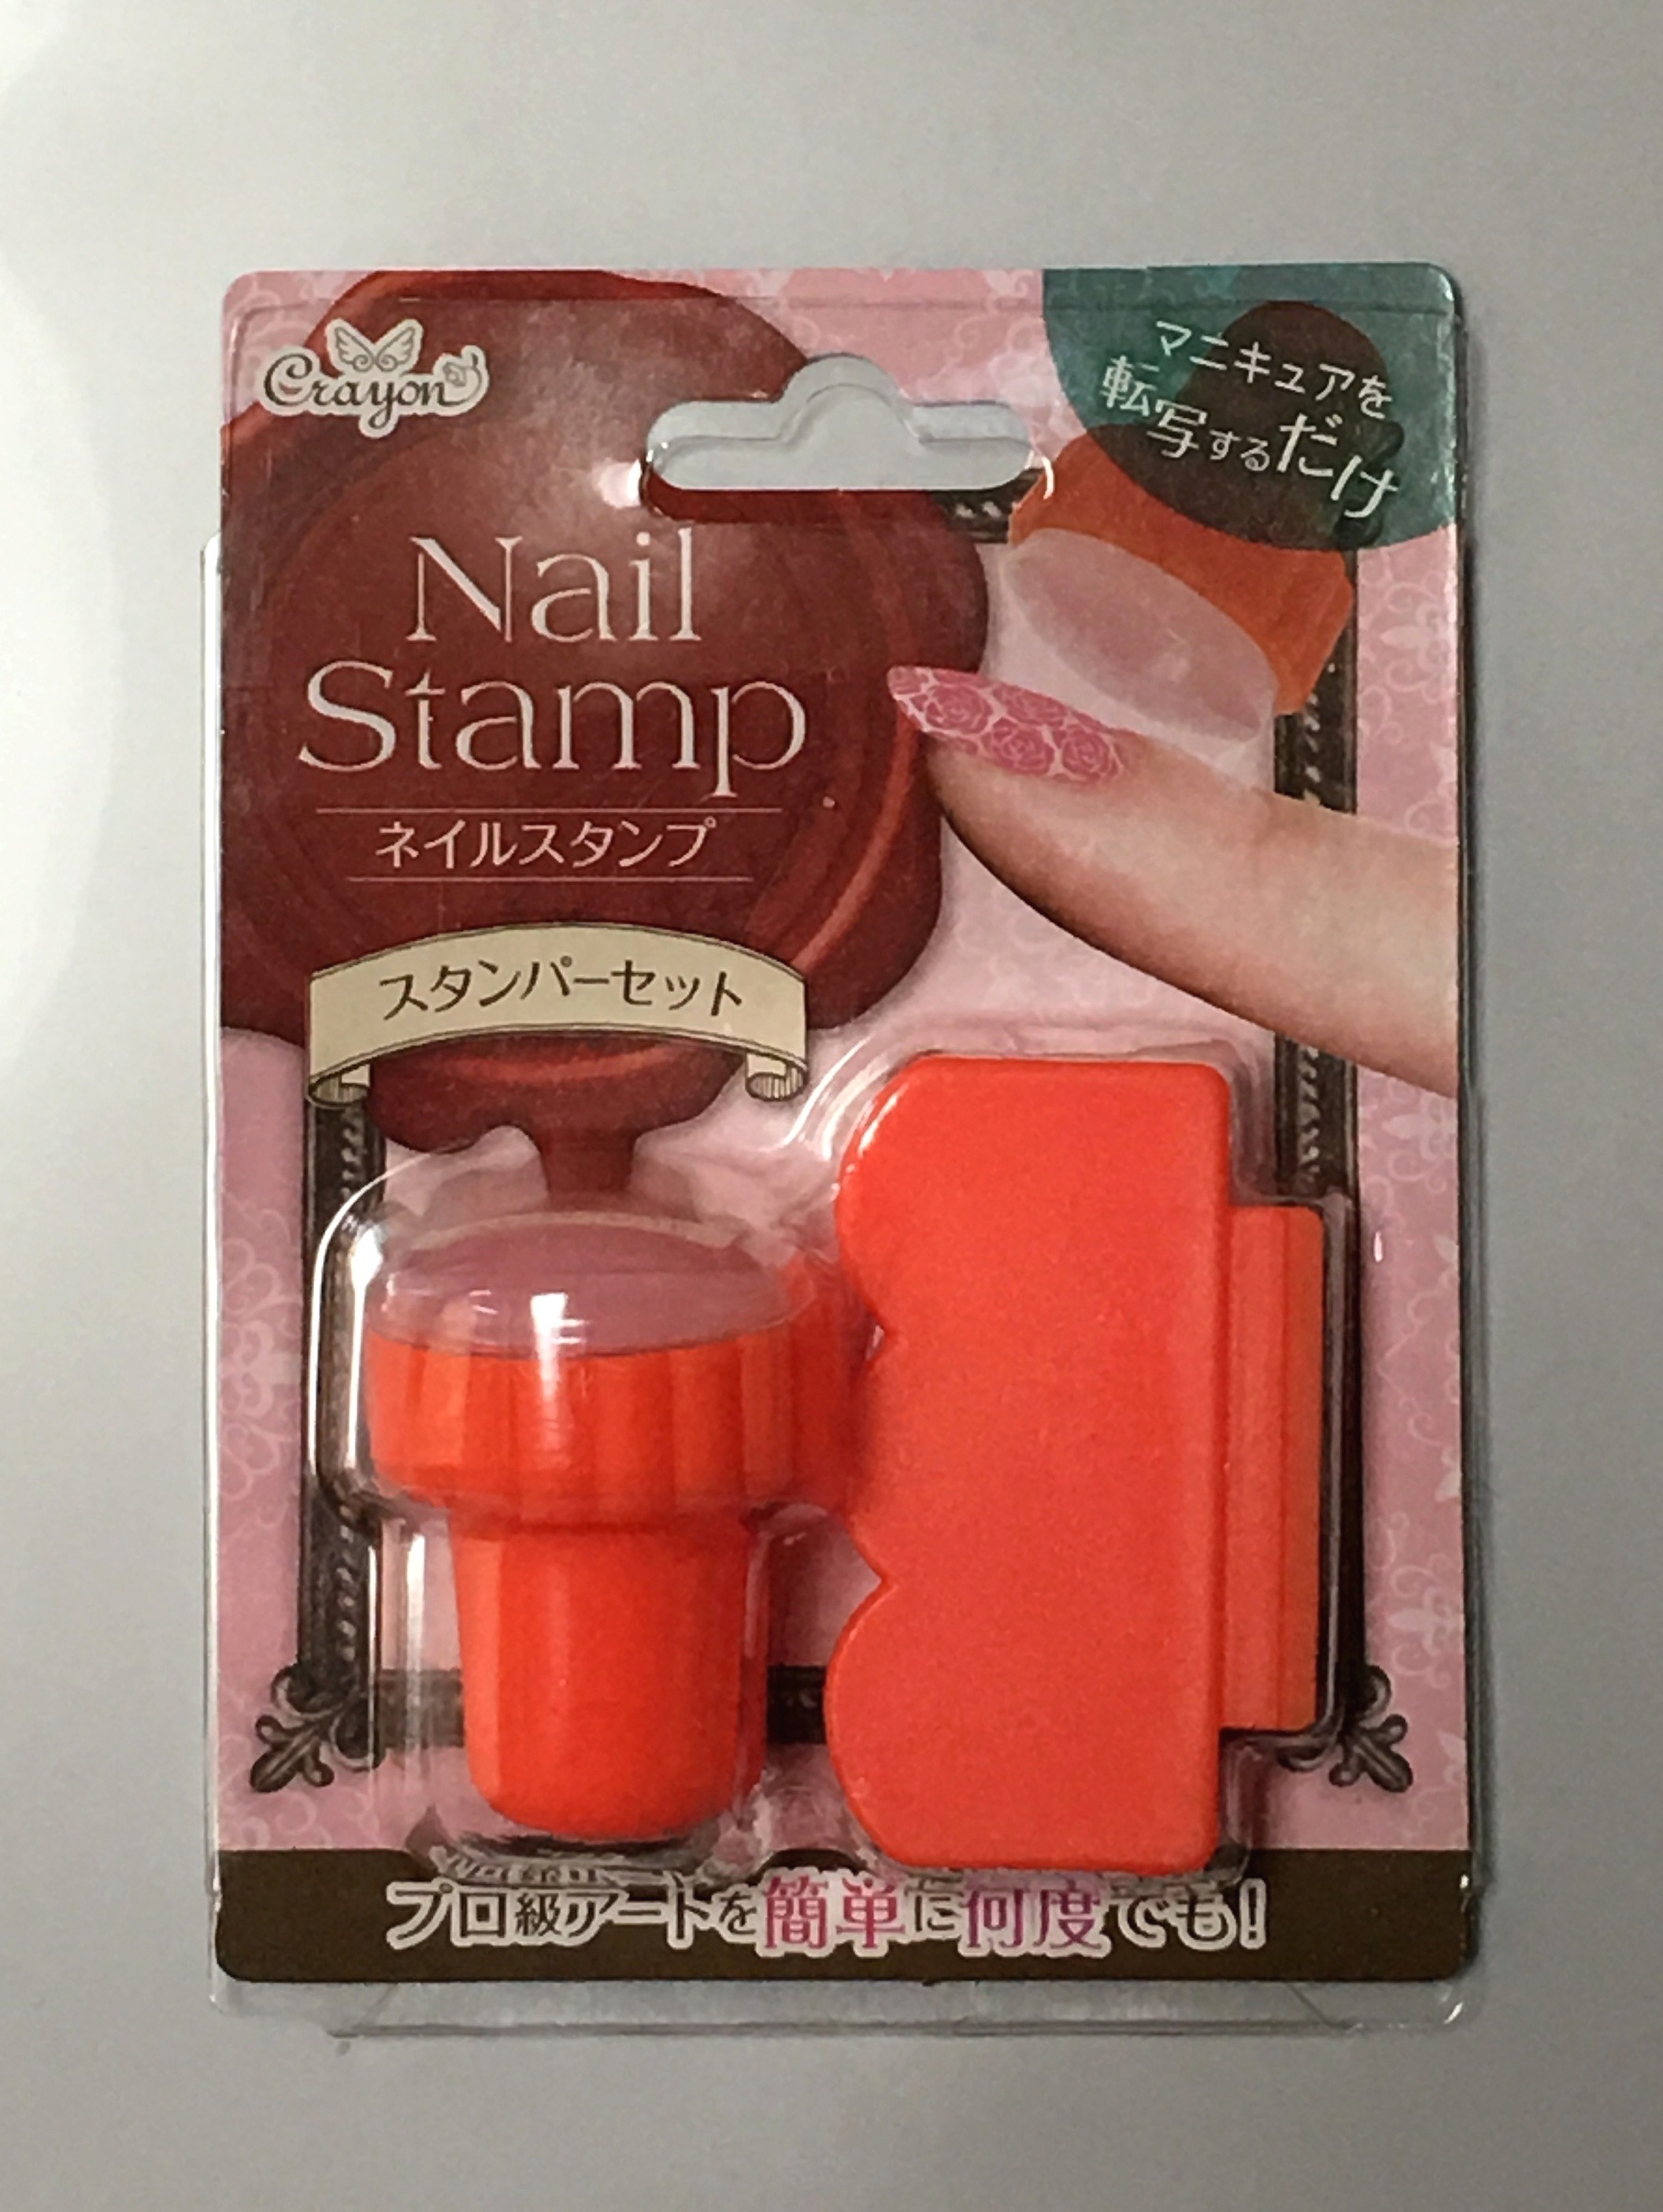 Crayon
マニキュアを
転写するだけ
Nail
Stamp
ネイルスタンプ
スタンパーセット
プロ級アートを簡単に何度でも!